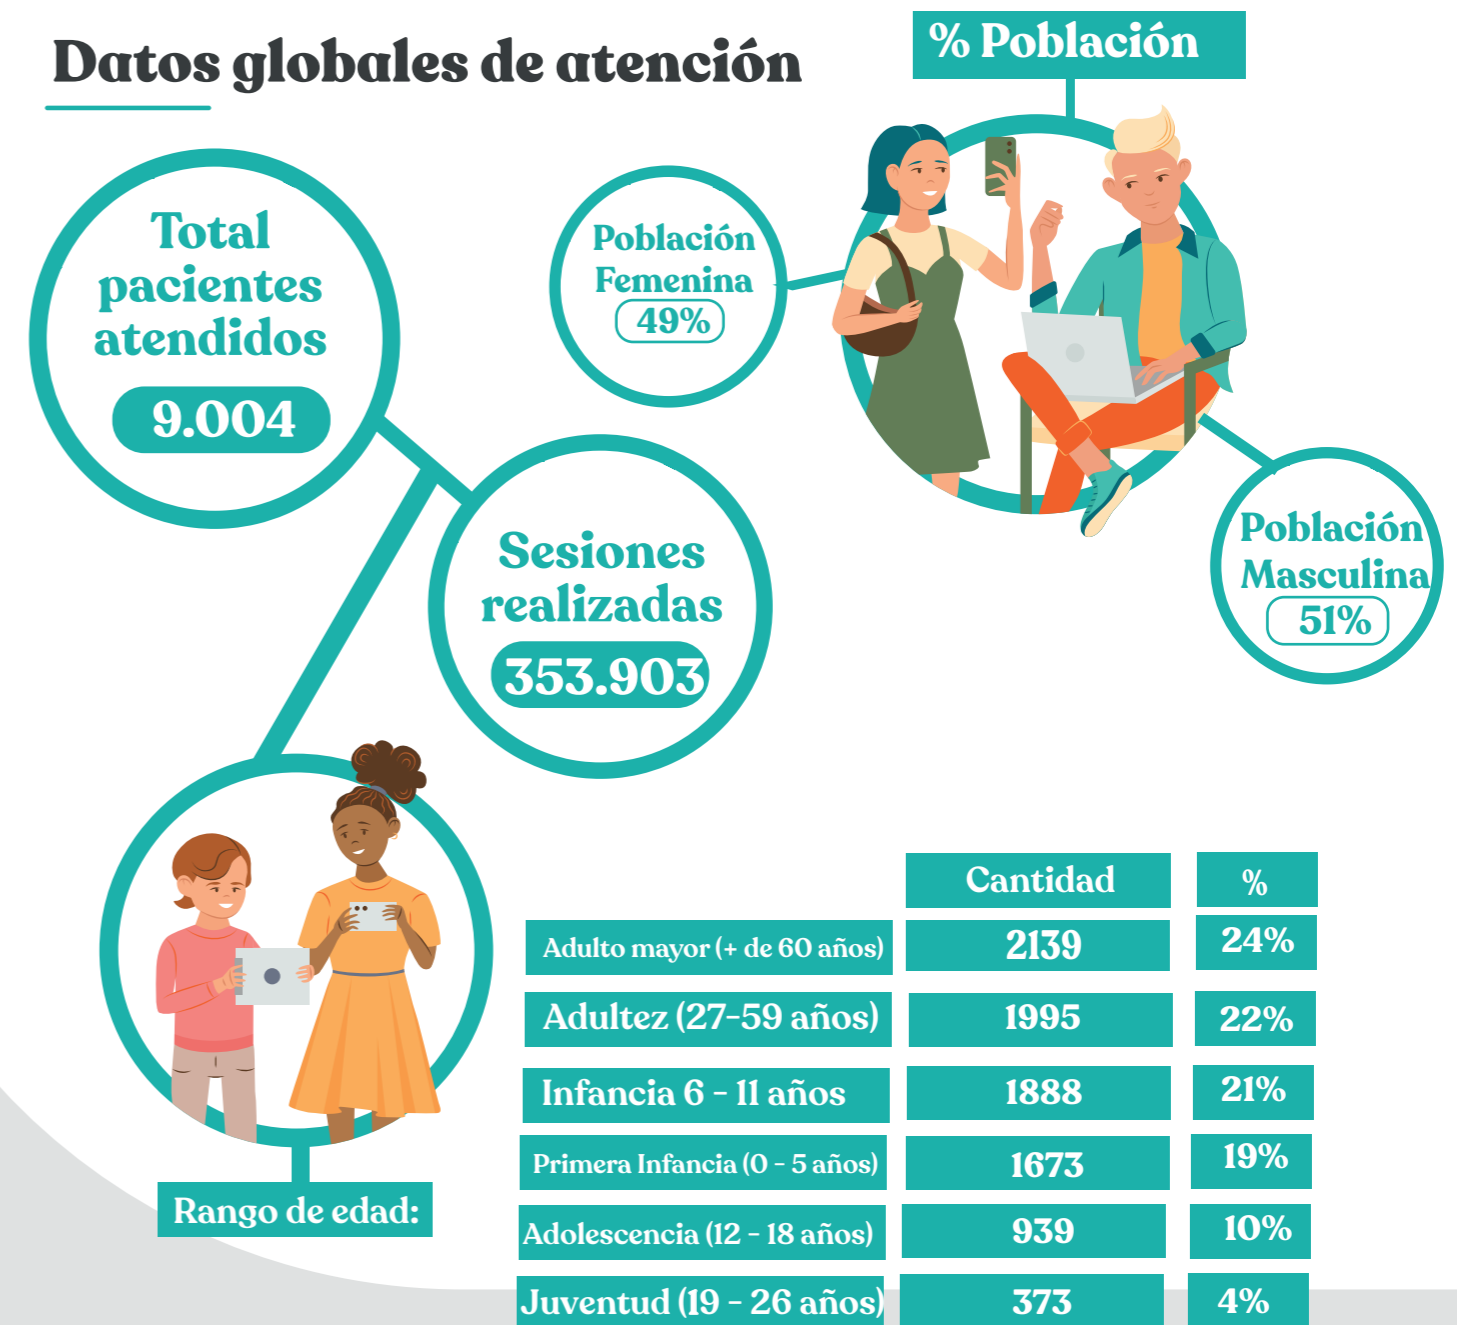 Datos globales de atención
% Población
Total
pacientes
atendidos
9.004
Población
Femenina
49%
Sesiones
realizadas
353.903
Población
Masculina
51%
Rango de edad:
Cantidad %
Adulto mayor (+ de 60 años) 2139 24%
Adultez (27-59 años) 1995 22%
Infancia 6 - 11 años 1888 21%
Primera Infancia (0 - 5 años) 1673 19%
Adolescencia (12 - 18 años) 939 10%
Juventud (19 - 26 años) 373 4%